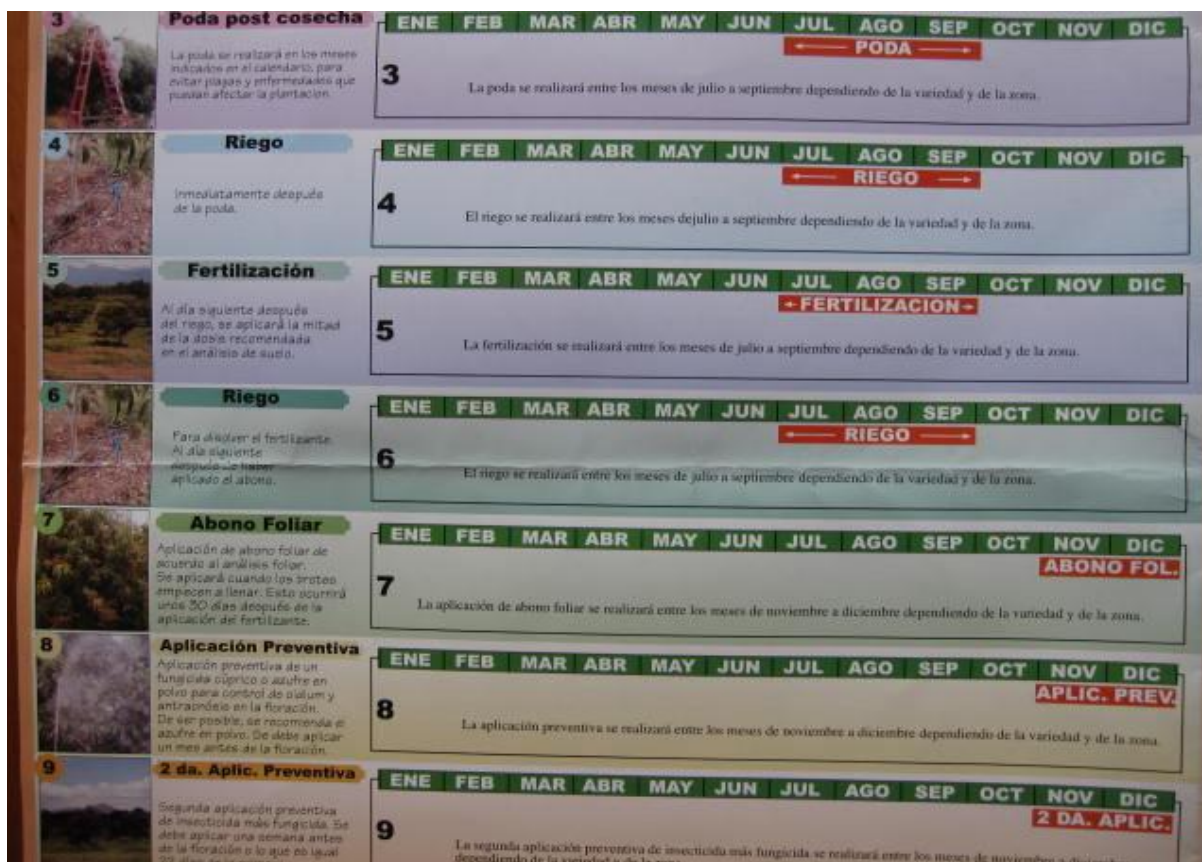 3
Poda post cosecha
La poda se realizará en los meses
indicados en el calendario, para
evitar plagas y enfermedades que
puedan afectar la plantación.
ENE FEB MAR ABR MAY JUN JUL AGO SEP OCT NOV DIC
PODA
3
La poda se realizará entre los meses de julio a septiembre dependiendo de la variedad y de la zona.
4
Riego
Inmediatamente después
de la poda.
ENE FEB MAR ABR MAY JUN JUL AGO SEP OCT NOV DIC
RIEGO
4
El riego se realizará entre los meses dejulio a septiembre dependiendo de la variedad y de la zona.
5
Fertilización
Al día siguiente después
del riego, se aplicará la mitad
de la dosis recomendada
en el análisis de suelo.
ENE FEB MAR ABR MAY JUN JUL AGO SEP OCT NOV DIC
FERTILIZACION
5
La fertilización se realizará entre los meses de julio a septiembre dependiendo de la variedad y de la zona.
6
Riego
Para disolver el fertilizante.
Al día siguiente
después de haber
aplicado el abono.
ENE FEB MAR ABR MAY JUN JUL AGO SEP OCT NOV DIC
RIEGO
6
El riego se realizará entre los meses de julio a septiembre dependiendo de la variedad y de la zona.
7
Abono Foliar
Aplicación de abono foliar de
acuerdo al análisis foliar.
Se aplicará cuando los brotes
empiecen a llenar. Esto ocurrirá
unos 30 días después de la
aplicación del fertilizante.
ENE FEB MAR ABR MAY JUN JUL AGO SEP OCT NOV DIC
ABONO FOL.
7
La aplicación de abono foliar se realizará entre los meses de noviembre a diciembre dependiendo de la variedad y de la zona.
8
Aplicación Preventiva
Aplicación preventiva de un
fungicida cúprico o azufre en
polvo para control de oidium y
antracnósis en la floración.
De ser posible, se recomienda el
azufre en polvo. Se debe aplicar
un mes antes de la floración
ENE FEB MAR ABR MAY JUN JUL AGO SEP OCT NOV DIC
APLIC. PREV.
8
La aplicación preventiva se realizará entre los meses de noviembre a diciembre dependiendo de la variedad y de la zona.
9
2 da. Aplic. Preventiva
Segunda aplicación preventiva
de insecticida más fungicida. Se
debe aplicar una semana antes
de la floración o lo que es igual
ENE FEB MAR ABR MAY JUN JUL AGO SEP OCT NOV DIC
2 DA. APLIC.
9
La segunda aplicación preventiva de insecticida más fungicida se realizará entre los meses de noviembre a diciembre
dependiendo de la variedad y de la zona